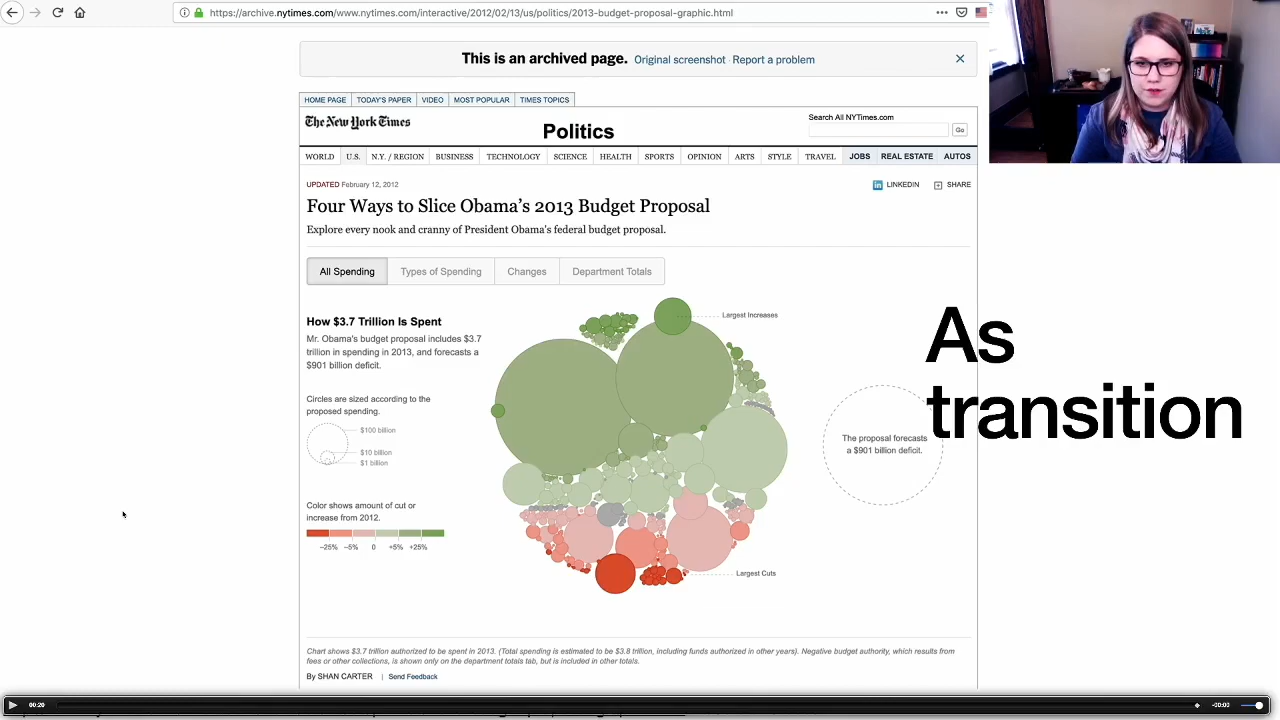 https://archive.nytimes.com/www.nytimes.com/interactive/2012/02/13/us/politics/2013-budget-proposal-graphic.html
This is an archived page. Original screenshot · Report a problem
HOME PAGE TODAY'S PAPER VIDEO MOST POPULAR TIMES TOPICS
The New York Times
Politics
Search All NYTimes.com
Go
WORLD U.S. N.Y. / REGION BUSINESS TECHNOLOGY SCIENCE HEALTH SPORTS OPINION ARTS STYLE TRAVEL JOBS REAL ESTATE AUTOS
UPDATED February 12, 2012
LINKEDIN SHARE
Four Ways to Slice Obama's 2013 Budget Proposal
Explore every nook and cranny of President Obama's federal budget proposal.
All Spending Types of Spending Changes Department Totals
How $3.7 Trillion Is Spent
Mr. Obama's budget proposal includes $3.7
trillion in spending in 2013, and forecasts a
$901 billion deficit.
Circles are sized according to the
proposed spending.
$100 billion
$10 billion
$1 billion
Color shows amount of cut or
increase from 2012.
−25% −5% 0 +5% +25%
Largest Increases
Largest Cuts
The proposal forecasts
a $901 billion deficit.
As
transition
Chart shows $3.7 trillion authorized to be spent in 2013. (Total spending is estimated to be $3.8 trillion, including funds authorized in other years). Negative budget authority, which results from
fees or other collections, is shown only on the department totals tab, but is included in other totals.
By SHAN CARTER | Send Feedback
00:20
-00:00